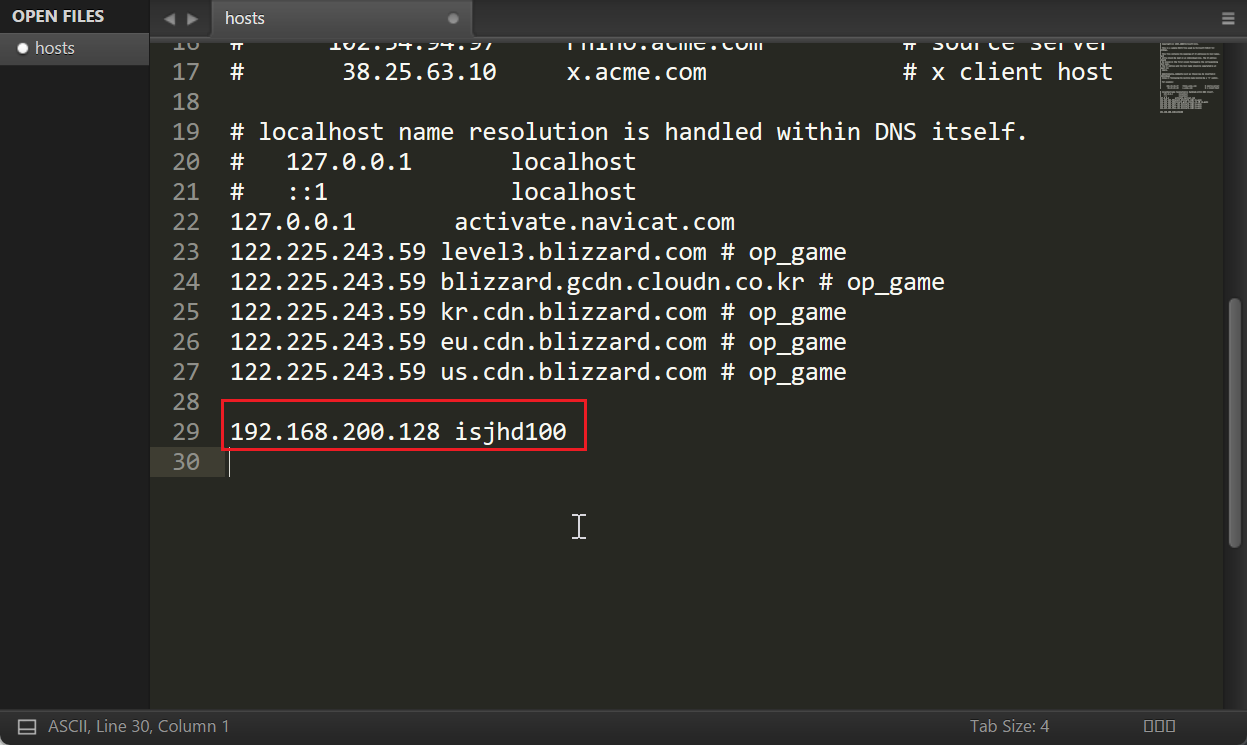 OPEN FILES
hosts
hosts
16 # 102.54.94.97 rhino.acme.com # source server
17 # 38.25.63.10 x.acme.com # x client host
18
19 # localhost name resolution is handled within DNS itself.
20 # 127.0.0.1 localhost
21 # ::1 localhost
22 127.0.0.1 activate.navicat.com
23 122.225.243.59 level3.blizzard.com # op_game
24 122.225.243.59 blizzard.gcdn.cloudn.co.kr # op_game
25 122.225.243.59 kr.cdn.blizzard.com # op_game
26 122.225.243.59 eu.cdn.blizzard.com # op_game
27 122.225.243.59 us.cdn.blizzard.com # op_game
28
29 192.168.200.128 isjhd100
30
ASCII, Line 30, Column 1
Tab Size: 4